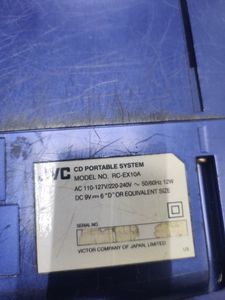 JVC CD PORTABLE SYSTEM
MODEL NO. RC-EX10A
AC 110-127V/220-240V ～ 50/60Hz 12W
DC 9V ⎓ 6 "D" OR EQUIVALENT SIZE
SERIAL NO.
VICTOR COMPANY OF JAPAN, LIMITED